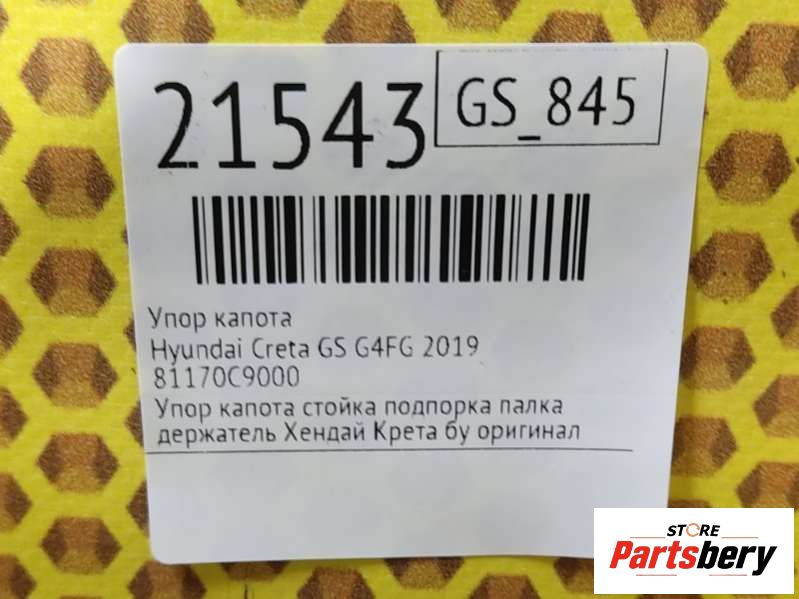 21543
GS_845
Упор капота
Hyundai Creta GS G4FG 2019
81170C9000
Упор капота стойка подпорка палка
держатель Хендай Крета бу оригинал
STORE
Partsbery